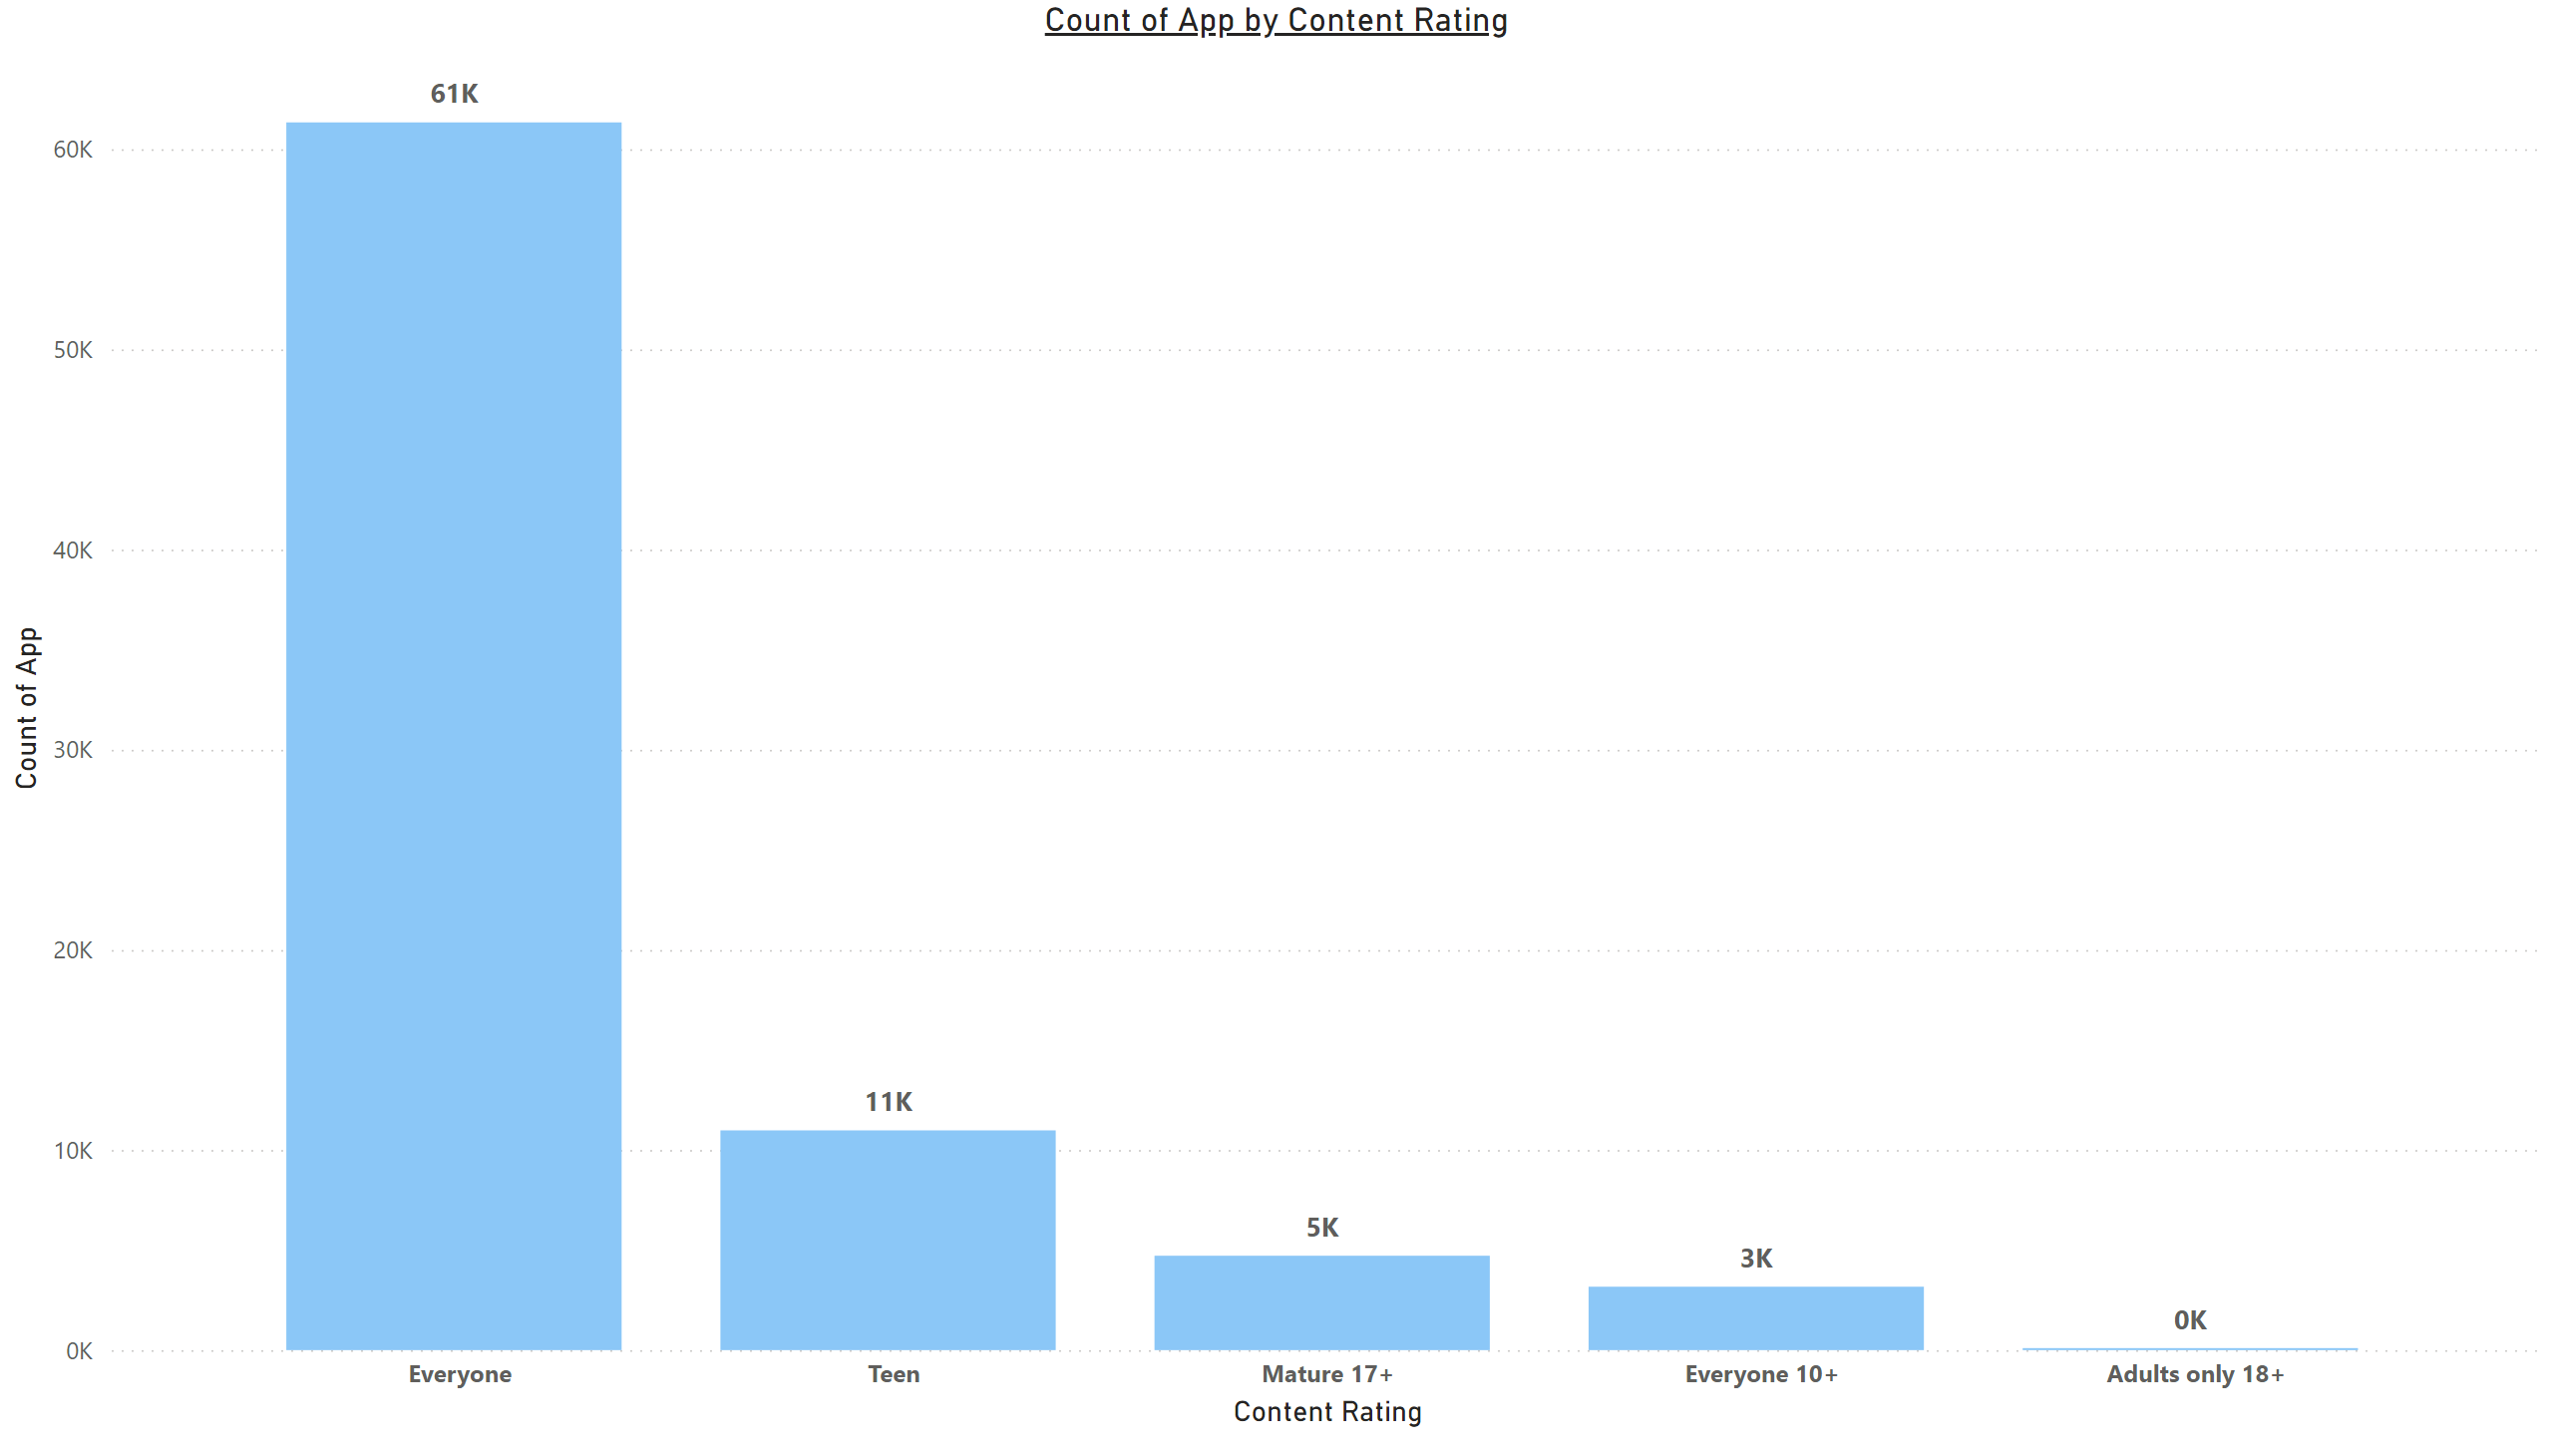 Count of App by Content Rating
61K
60K
50K
40K
30K
20K
10K
0K
Count of App
11K
5K
3K
0K
Everyone
Teen
Mature 17+
Everyone 10+
Adults only 18+
Content Rating